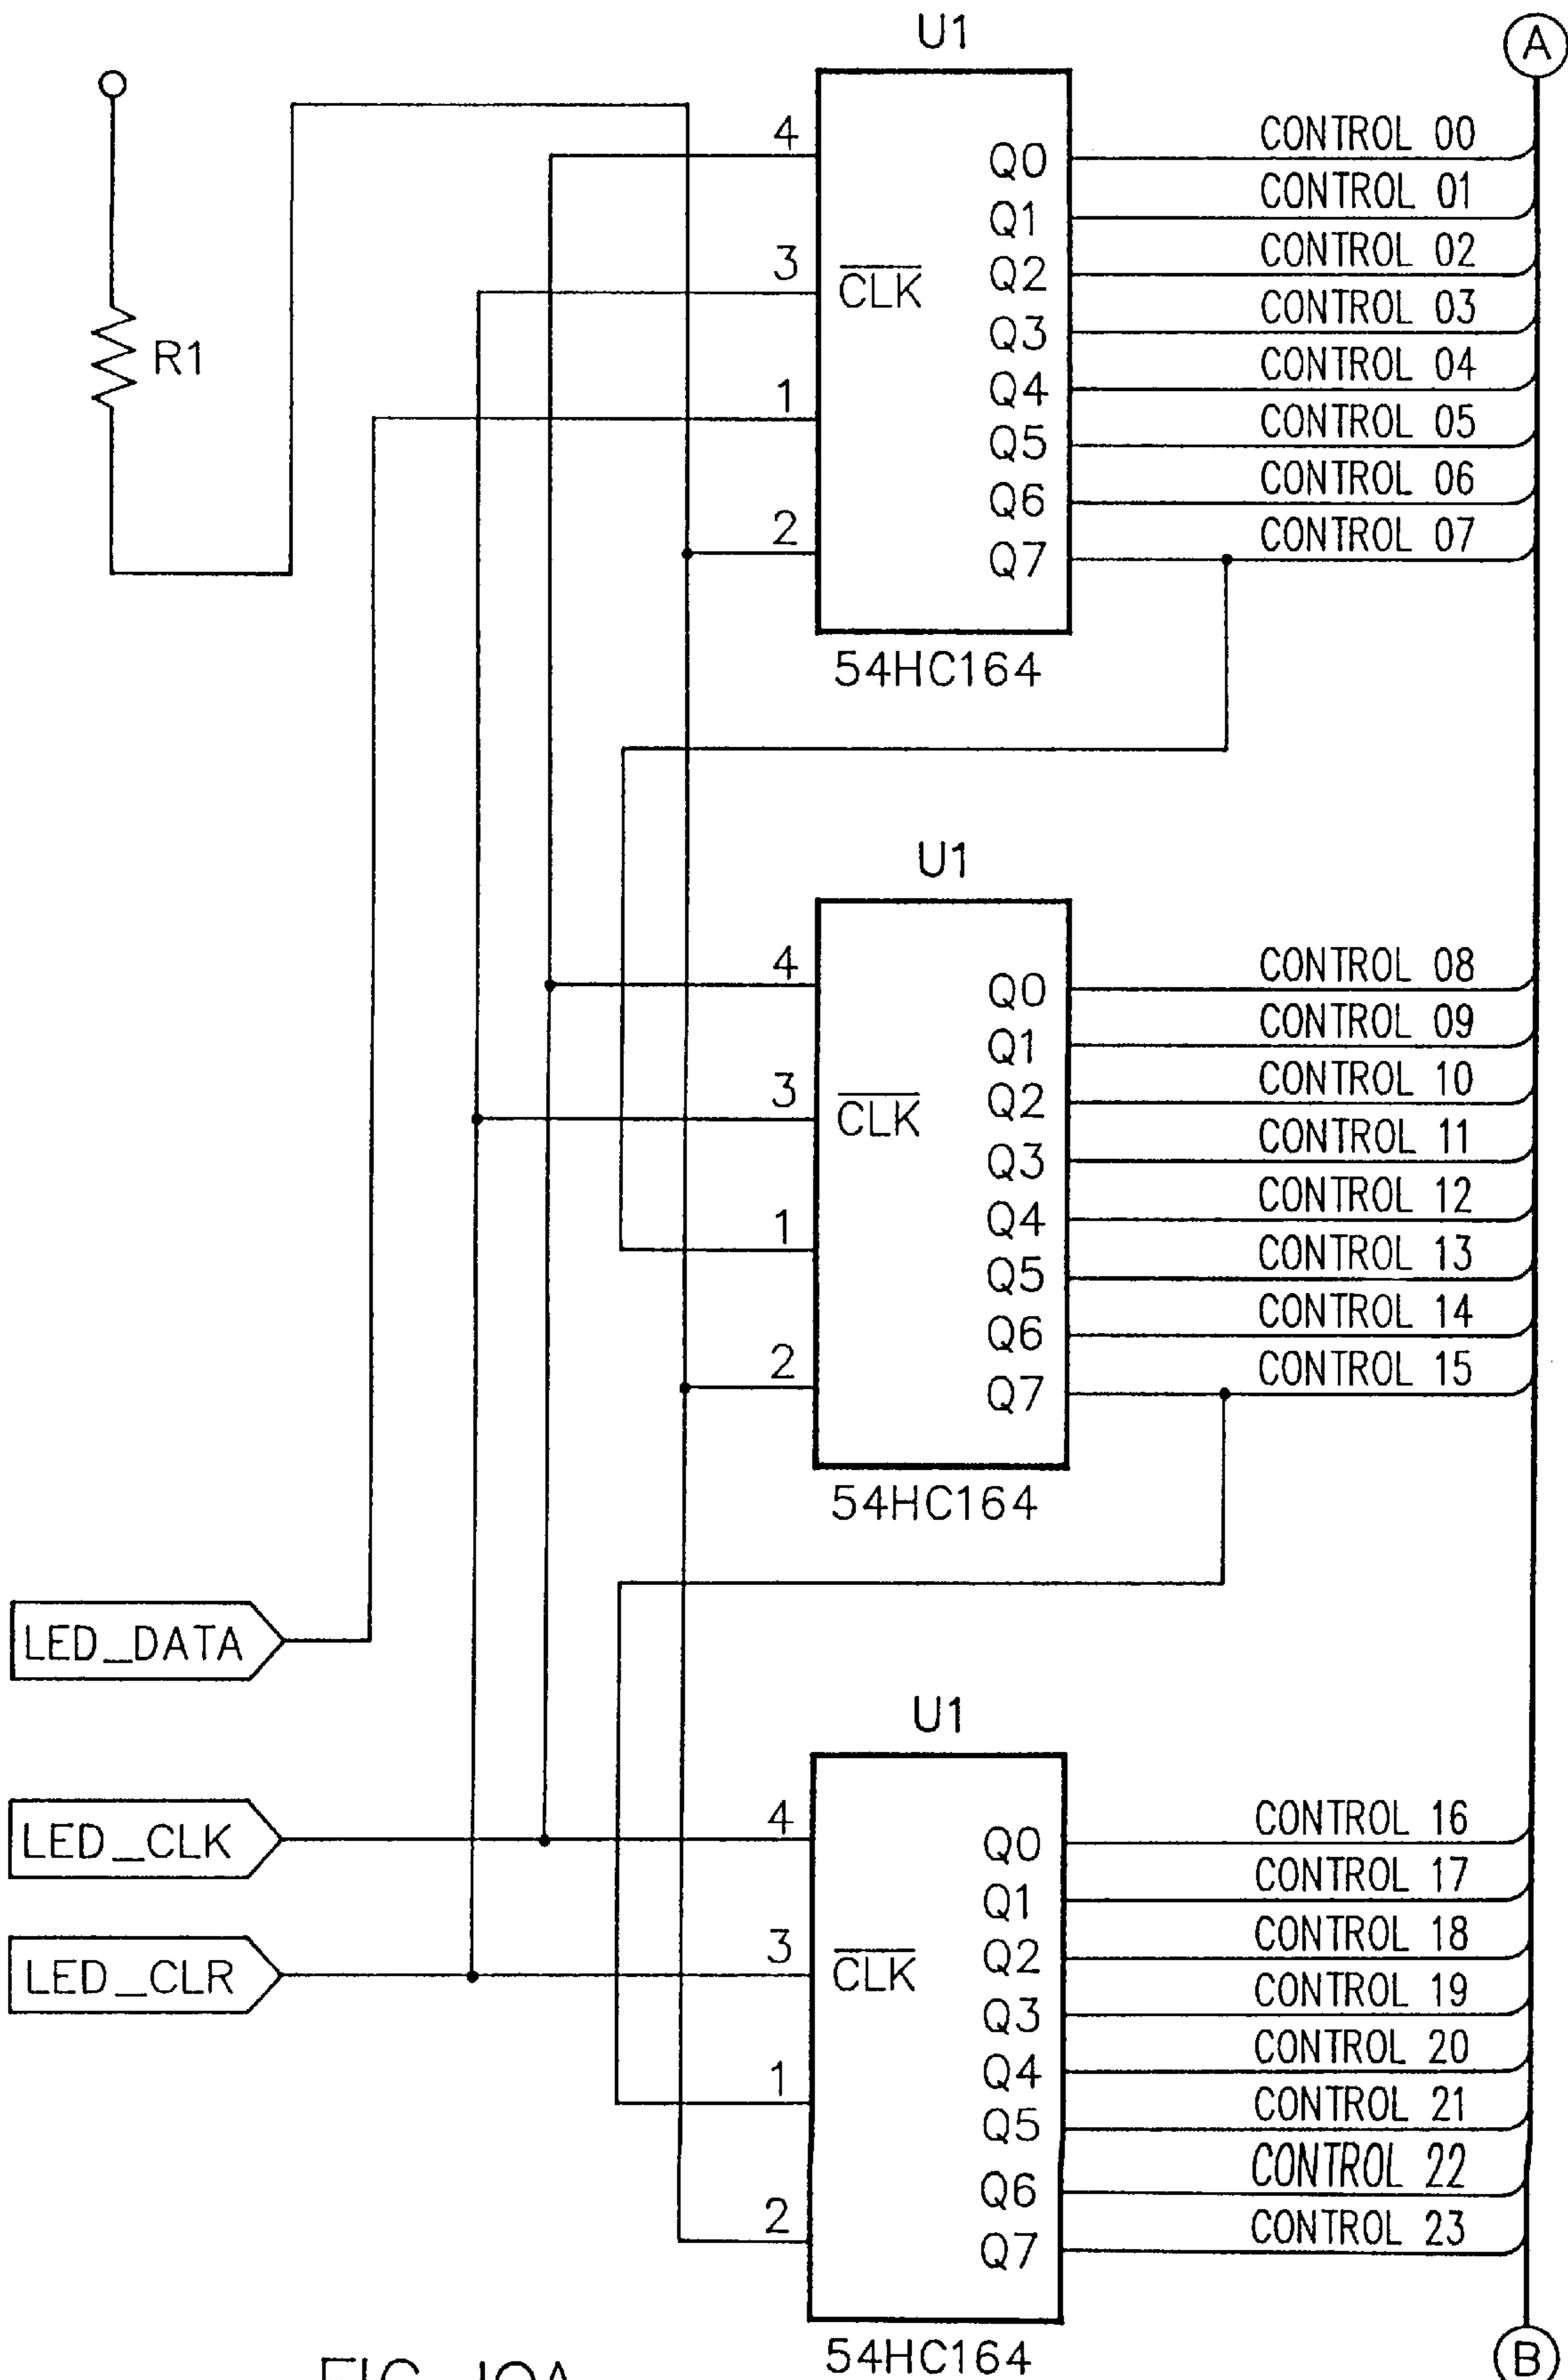 U1
A
4
Q0
CONTROL 00
Q1
CONTROL 01
3
CLK
Q2
CONTROL 02
R1
Q3
CONTROL 03
1
Q4
CONTROL 04
Q5
CONTROL 05
Q6
CONTROL 06
2
Q7
CONTROL 07
54HC164
U1
4
Q0
CONTROL 08
Q1
CONTROL 09
3
CLK
Q2
CONTROL 10
Q3
CONTROL 11
1
Q4
CONTROL 12
Q5
CONTROL 13
Q6
CONTROL 14
2
Q7
CONTROL 15
54HC164
LED_DATA
U1
LED_CLK
4
Q0
CONTROL 16
Q1
CONTROL 17
LED_CLR
3
CLK
Q2
CONTROL 18
Q3
CONTROL 19
1
Q4
CONTROL 20
Q5
CONTROL 21
Q6
CONTROL 22
2
Q7
CONTROL 23
54HC164
B
FIG. 10A